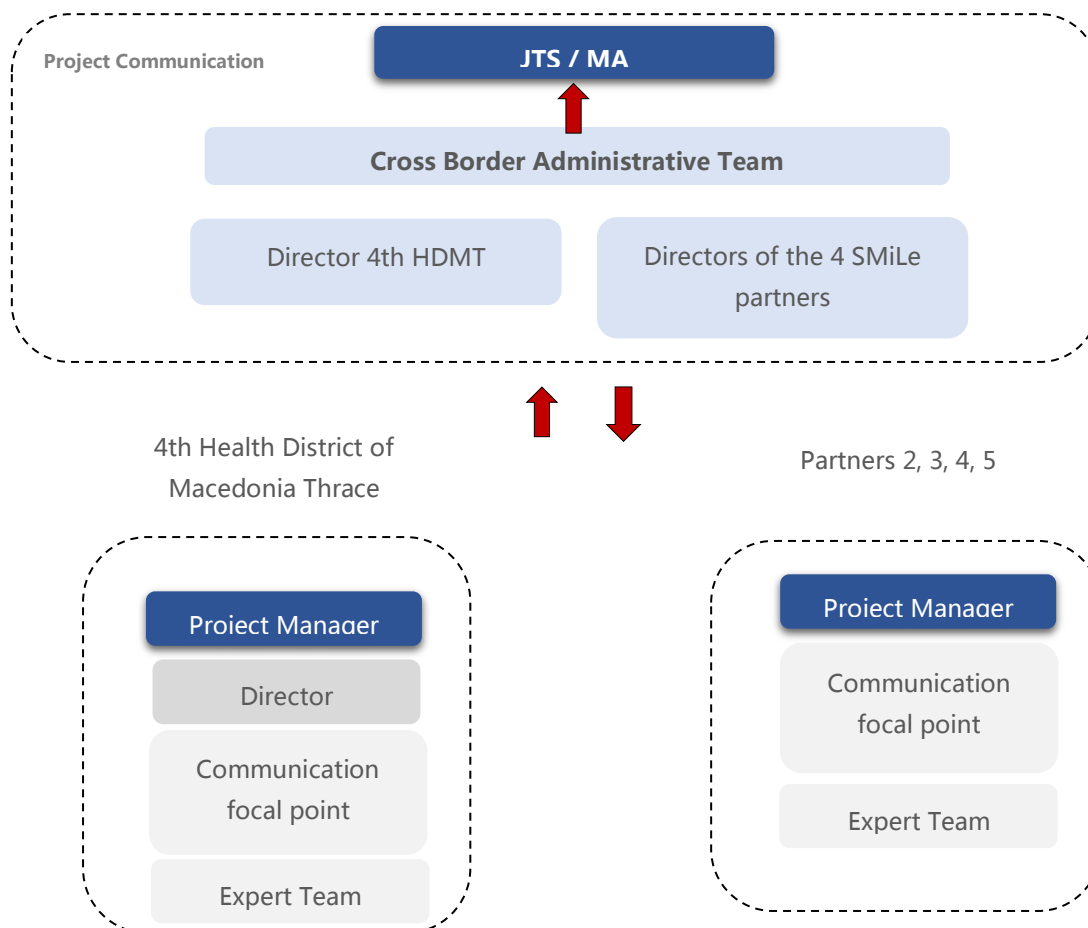 JTS / MA
Project Communication
Cross Border Administrative Team
Director 4th HDMT
Directors of the 4 SMiLe
partners
4th Health District of
Macedonia Thrace
Partners 2, 3, 4, 5
Project Manager
Director
Communication
focal point
Expert Team
Project Manager
Communication
focal point
Expert Team